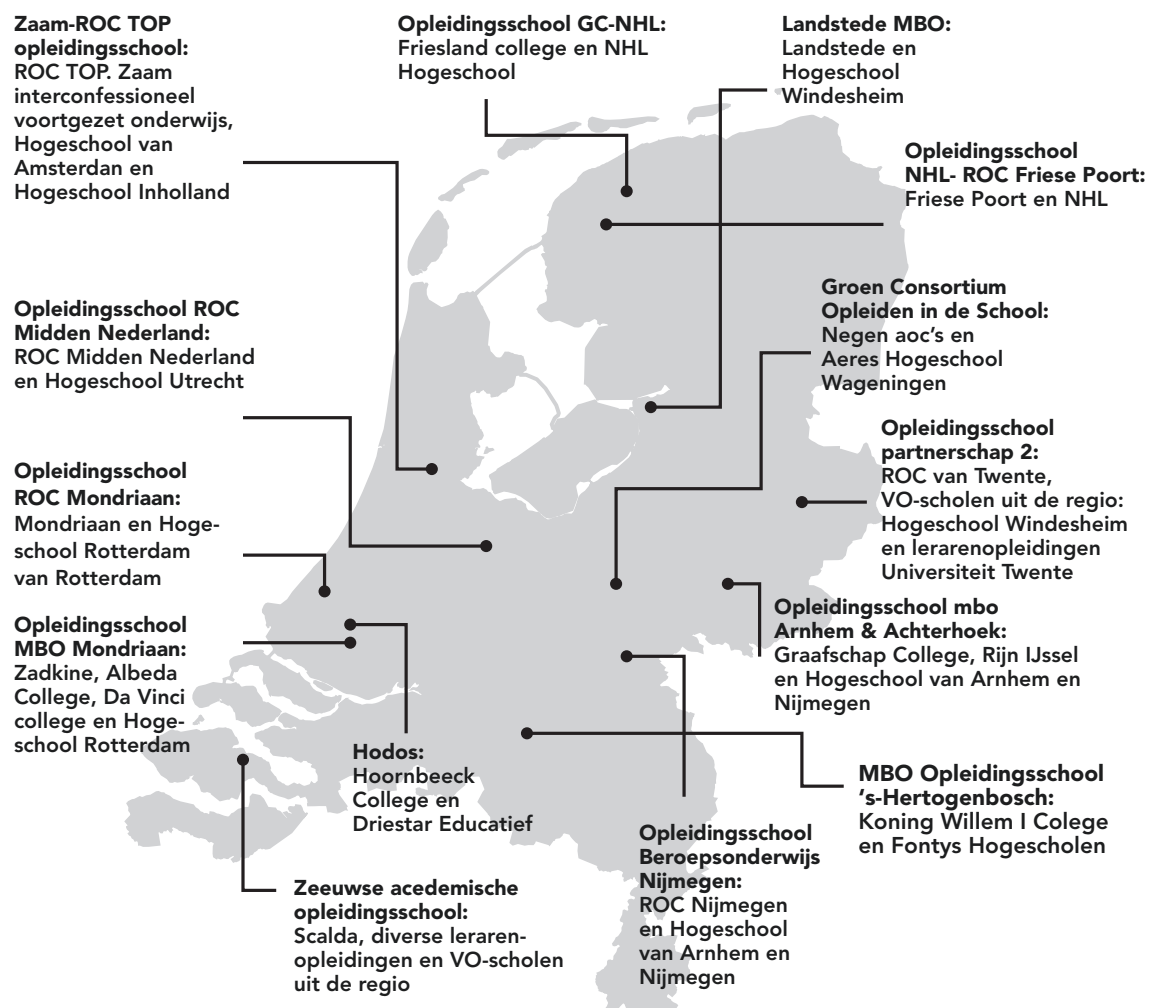 Zaam-ROC TOP
opleidingsschool:
ROC TOP. Zaam
interconfessioneel
voortgezet onderwijs,
Hogeschool van
Amsterdan en
Hogeschool Inholland
Opleidingsschool GC-NHL:
Friesland college en NHL
Hogeschool
Landstede MBO:
Landstede en
Hogeschool
Windesheim
Opleidingsschool
NHL- ROC Friese Poort:
Friese Poort en NHL
Opleidingsschool ROC
Midden Nederland:
ROC Midden Nederland
en Hogeschool Utrecht
Groen Consortium
Opleiden in de School:
Negen aoc's en
Aeres Hogeschool
Wageningen
Opleidingsschool
partnerschap 2:
ROC van Twente,
VO-scholen uit de regio:
Hogeschool Windesheim
en lerarenopleidingen
Universiteit Twente
Opleidingsschool
ROC Mondriaan:
Mondriaan en Hoge-
school Rotterdam
van Rotterdam
Opleidingsschool mbo
Arnhem & Achterhoek:
Graafschap College, Rijn IJssel
en Hogeschool van Arnhem en
Nijmegen
Opleidingsschool
MBO Mondriaan:
Zadkine, Albeda
College, Da Vinci
college en Hoge-
school Rotterdam
Hodos:
Hoornbeeck
College en
Driestar Educatief
MBO Opleidingsschool
‘s-Hertogenbosch:
Koning Willem I Colege
en Fontys Hogescholen
Opleidingsschool
Beroepsonderwijs
Nijmegen:
ROC Nijmegen
en Hogeschool
van Arnhem en
Nijmegen
Zeeuwse acedemische
opleidingsschool:
Scalda, diverse leraren-
opleidingen en VO-scholen
uit de regio